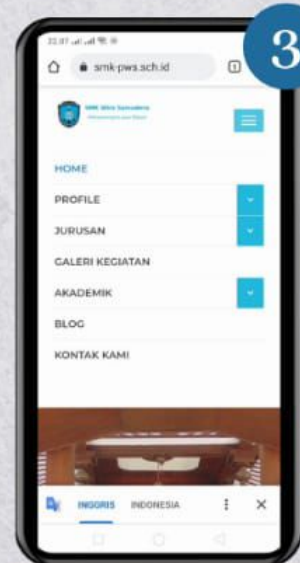 3
smk-pws.sch.id
HOME
PROFILE
JURUSAN
GALERI KEGIATAN
AKADEMIK
BLOG
KONTAK KAMI
INGGRIS INDONESIA